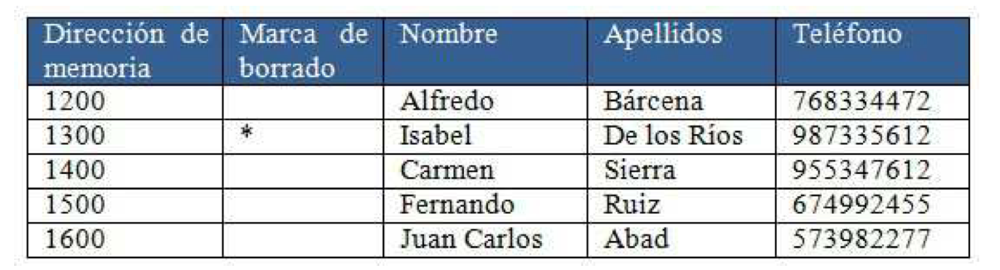 Dirección de memoria Marca de borrado Nombre Apellidos Teléfono
1200 Alfredo Bárcena 768334472
1300 * Isabel De los Ríos 987335612
1400 Carmen Sierra 955347612
1500 Fernando Ruiz 674992455
1600 Juan Carlos Abad 573982277